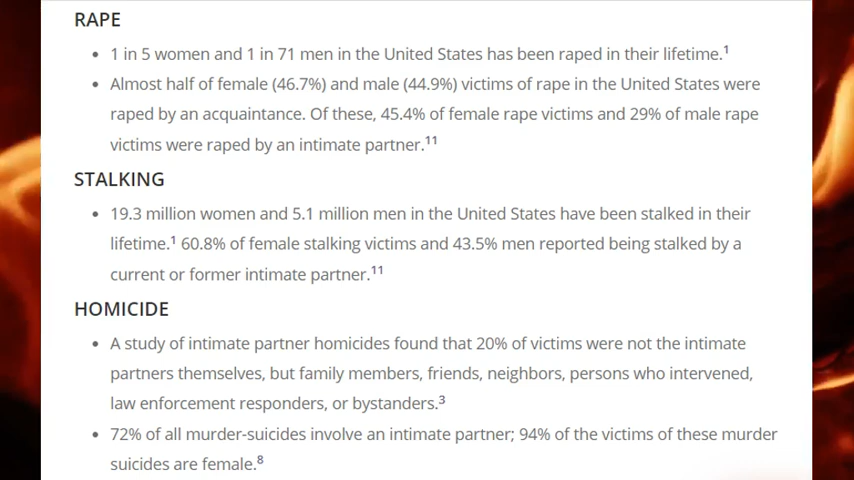 RAPE
• 1 in 5 women and 1 in 71 men in the United States has been raped in their lifetime.¹
• Almost half of female (46.7%) and male (44.9%) victims of rape in the United States were
raped by an acquaintance. Of these, 45.4% of female rape victims and 29% of male rape
victims were raped by an intimate partner.¹¹
STALKING
• 19.3 million women and 5.1 million men in the United States have been stalked in their
lifetime.¹ 60.8% of female stalking victims and 43.5% men reported being stalked by a
current or former intimate partner.¹¹
HOMICIDE
• A study of intimate partner homicides found that 20% of victims were not the intimate
partners themselves, but family members, friends, neighbors, persons who intervened,
law enforcement responders, or bystanders.³
• 72% of all murder-suicides involve an intimate partner; 94% of the victims of these murder
suicides are female.⁸